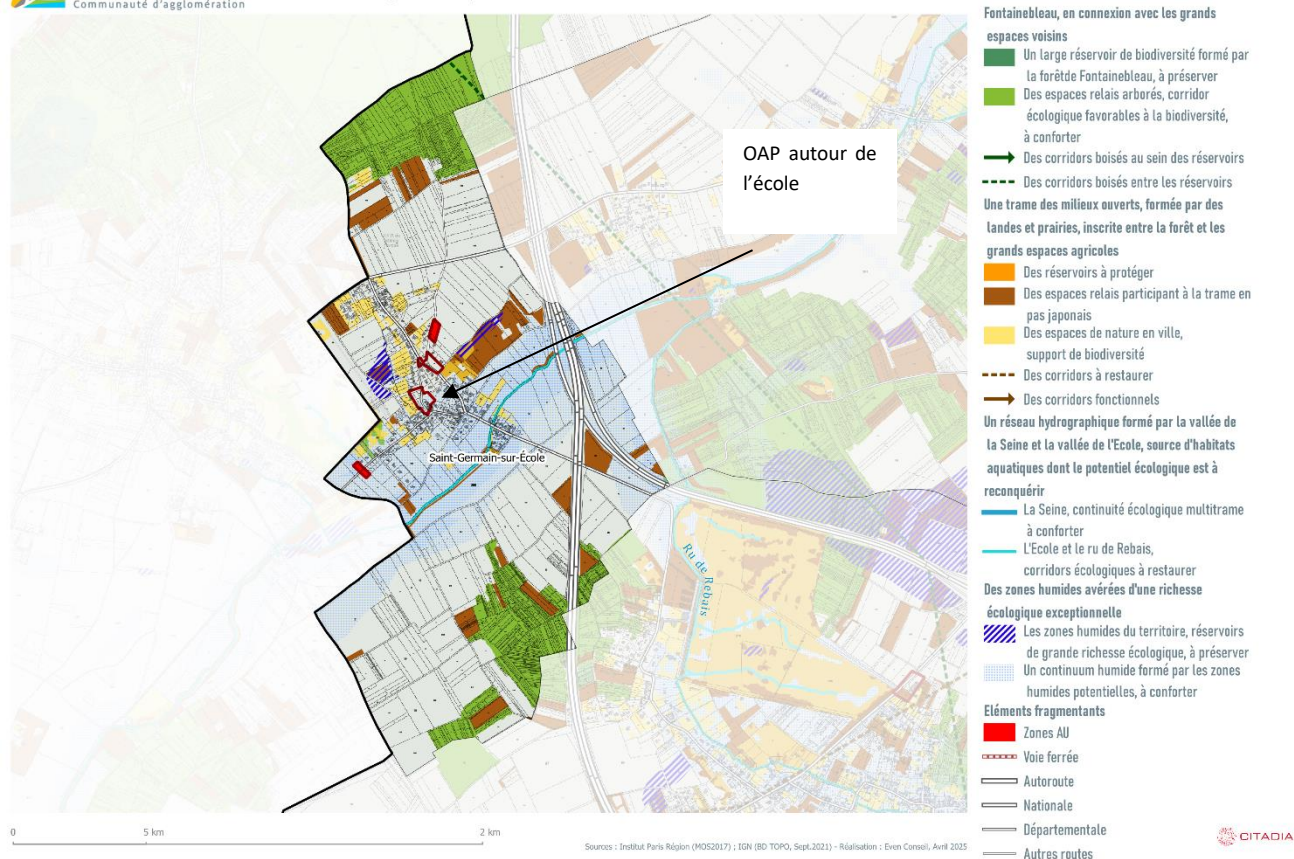 Communauté d'agglomération
OAP autour de
l'école
Saint-Germain-sur-École
Ru de Rebais
0
5 km
2 km
Sources : Institut Paris Région (MOS2017) ; IGN (BD TOPO, Sept.2021) - Réalisation : Even Conseil, Avril 2025
Fontainebleau, en connexion avec les grands
espaces voisins
Un large réservoir de biodiversité formé par
la forêtde Fontainebleau, à préserver
Des espaces relais arborés, corridor
écologique favorables à la biodiversité,
à conforter
Des corridors boisés au sein des réservoirs
Des corridors boisés entre les réservoirs
Une trame des milieux ouverts, formée par des
landes et prairies, inscrite entre la forêt et les
grands espaces agricoles
Des réservoirs à protéger
Des espaces relais participant à la trame en
pas japonais
Des espaces de nature en ville,
support de biodiversité
Des corridors à restaurer
Des corridors fonctionnels
Un réseau hydrographique formé par la vallée de
la Seine et la vallée de l'Ecole, source d'habitats
aquatiques dont le potentiel écologique est à
reconquérir
La Seine, continuité écologique multitrame
à conforter
L'Ecole et le ru de Rebais,
corridors écologiques à restaurer
Des zones humides avérées d'une richesse
écologique exceptionnelle
Les zones humides du territoire, réservoirs
de grande richesse écologique, à préserver
Un continuum humide formé par les zones
humides potentielles, à conforter
Eléments fragmentants
Zones AU
Voie ferrée
Autoroute
Nationale
Départementale
Autres routes
CITADIA